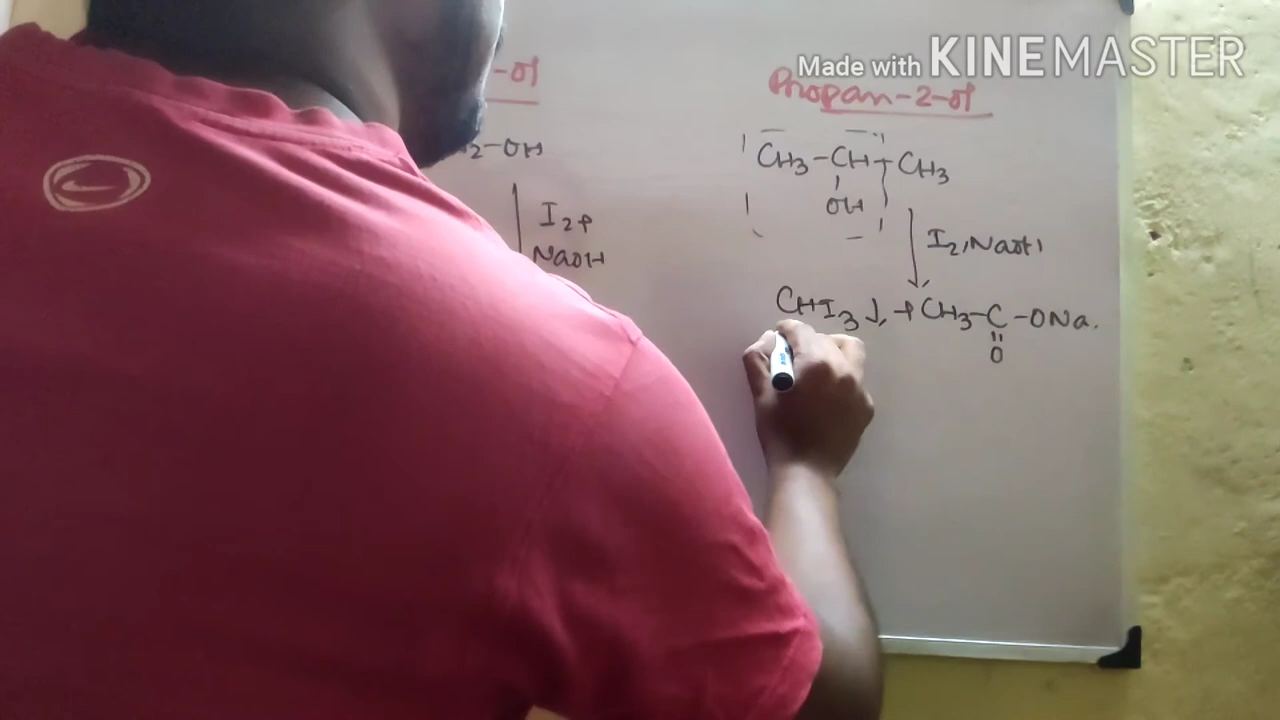 Made with KINEMASTER
-ol
Propan-2-ol
2-OH
CH3-CH-CH3
OH
I2+
NaOH
I2,NaOH
CHI3↓ + CH3-C-ONa.
O